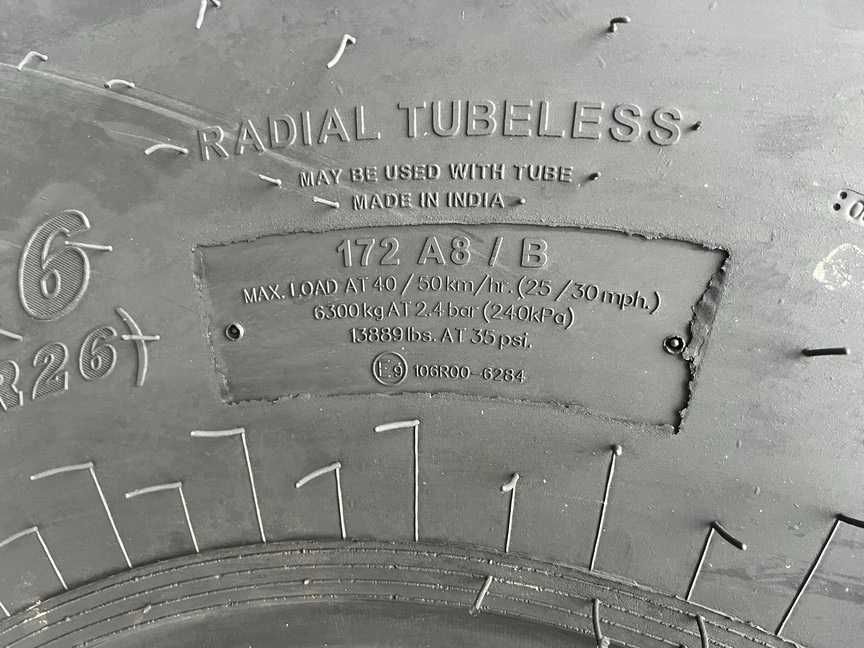 RADIAL TUBELESS
MAY BE USED WITH TUBE
MADE IN INDIA
6
R26)
172 A8 / B
MAX. LOAD AT 40 / 50 km/hr. (25 / 30 mph.)
6300 kg AT 2.4 bar (240kPa)
13889 lbs. AT 35 psi.
E9 106R00-6284